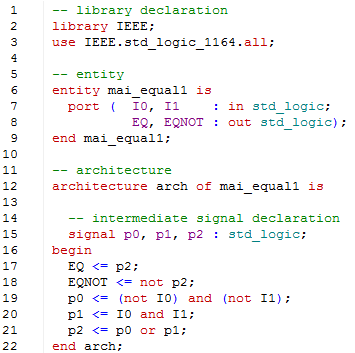 1 -- library declaration
2 library IEEE;
3 use IEEE.std_logic_1164.all;
4
5 -- entity
6 entity mai_equal1 is
7 port ( I0, I1 : in std_logic;
8 EQ, EQNOT : out std_logic);
9 end mai_equal1;
10
11 -- architecture
12 architecture arch of mai_equal1 is
13
14 -- intermediate signal declaration
15 signal p0, p1, p2 : std_logic;
16 begin
17 EQ <= p2;
18 EQNOT <= not p2;
19 p0 <= (not I0) and (not I1);
20 p1 <= I0 and I1;
21 p2 <= p0 or p1;
22 end arch;